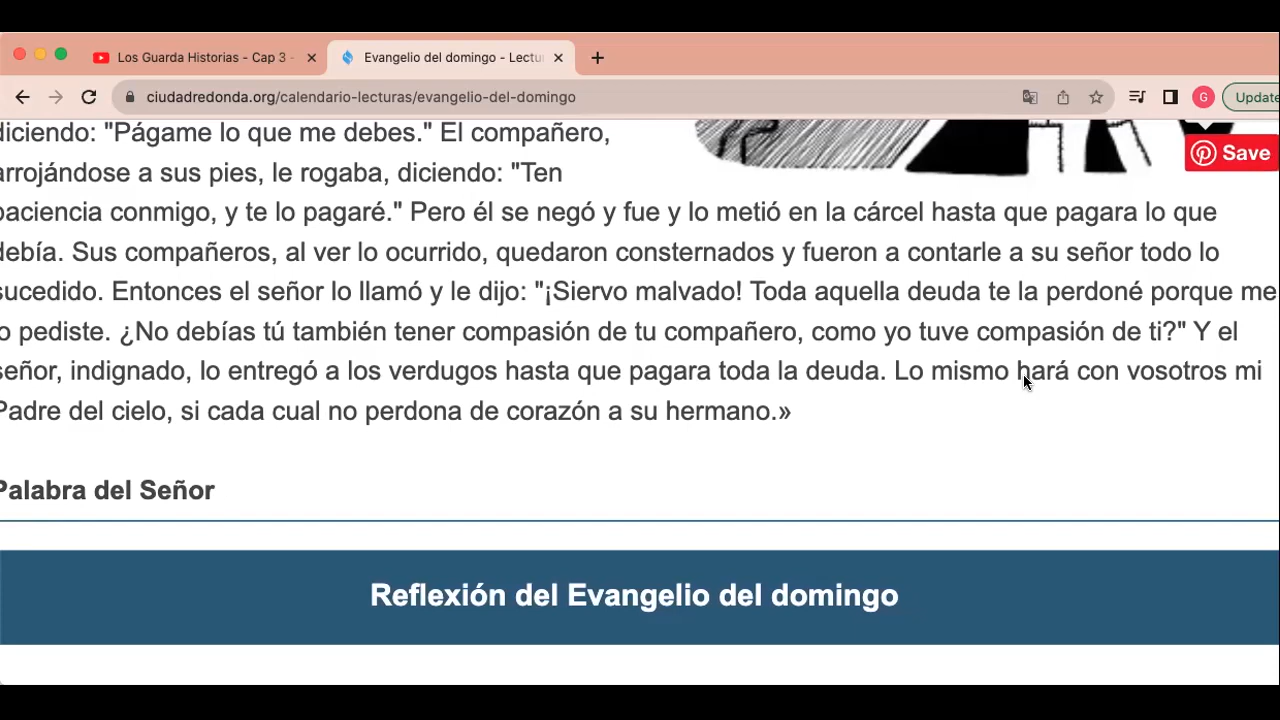 Los Guarda Historias - Cap 3 -
Evangelio del domingo - Lectu
ciudadredonda.org/calendario-lecturas/evangelio-del-domingo
G
Update
Save
diciendo: "Págame lo que me debes." El compañero,
arrojándose a sus pies, le rogaba, diciendo: "Ten
paciencia conmigo, y te lo pagaré." Pero él se negó y fue y lo metió en la cárcel hasta que pagara lo que
debía. Sus compañeros, al ver lo ocurrido, quedaron consternados y fueron a contarle a su señor todo lo
sucedido. Entonces el señor lo llamó y le dijo: "¡Siervo malvado! Toda aquella deuda te la perdoné porque me
lo pediste. ¿No debías tú también tener compasión de tu compañero, como yo tuve compasión de ti?" Y el
señor, indignado, lo entregó a los verdugos hasta que pagara toda la deuda. Lo mismo hará con vosotros mi
Padre del cielo, si cada cual no perdona de corazón a su hermano.»
Palabra del Señor
Reflexión del Evangelio del domingo